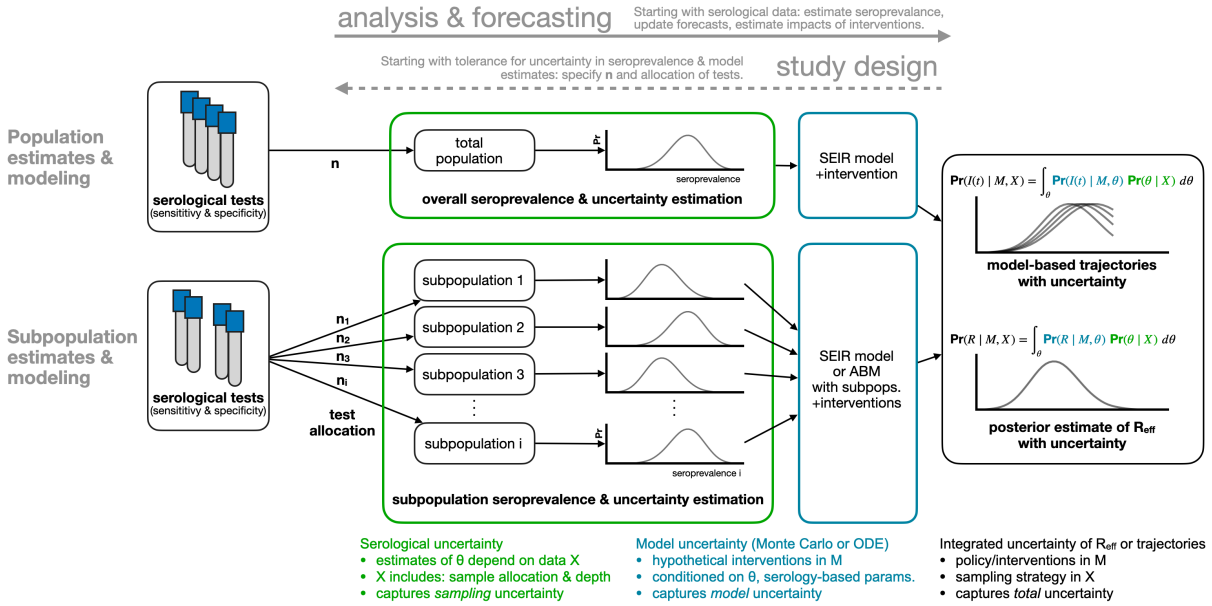 analysis & forecasting
Starting with serological data: estimate seroprevalence,
update forecasts, estimate impacts of interventions.
Starting with tolerance for uncertainty in seroprevalence & model
estimates: specify n and allocation of tests.
study design
Population
estimates &
modeling
serological tests
(sensititivy & specificity)
n
total
population
Pr
seroprevalence
overall seroprevalence & uncertainty estimation
SEIR model
+intervention
Subpopulation
estimates &
modeling
serological tests
(sensititivy & specificity)
n1
n2
n3
ni
test
allocation
subpopulation 1
subpopulation 2
subpopulation 3
subpopulation i
Pr
seroprevalence i
subpopulation seroprevalence & uncertainty estimation
SEIR model
or ABM
with subpops.
+interventions
Pr(I(t) | M, X) = ∫θ Pr(I(t) | M, θ) Pr(θ | X) dθ
model-based trajectories
with uncertainty
Pr(R | M, X) = ∫θ Pr(R | M, θ) Pr(θ | X) dθ
posterior estimate of Reff
with uncertainty
Serological uncertainty
• estimates of θ depend on data X
• X includes: sample allocation & depth
• captures sampling uncertainty
Model uncertainty (Monte Carlo or ODE)
• hypothetical interventions in M
• conditioned on θ, serology-based params.
• captures model uncertainty
Integrated uncertainty of Reff or trajectories
• policy/interventions in M
• sampling strategy in X
• captures total uncertainty